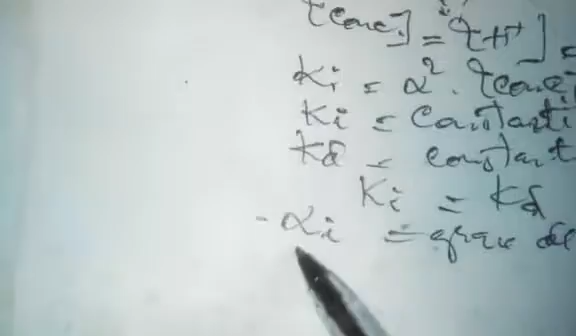 [conc] = [H+] =
Ki = α². [conc
Ki = Constant
Kd = constant
Ki = Kd
- αi = grau de